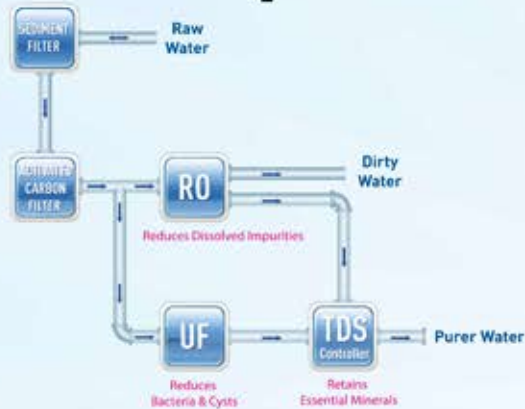 SEDIMENT
FILTER
Raw
Water
ACTIVATED
CARBON
FILTER
RO
Dirty
Water
Reduces Dissolved Impurities
UF
TDS
Controller
Purer Water
Reduces
Bacteria & Cysts
Retains
Essential Minerals